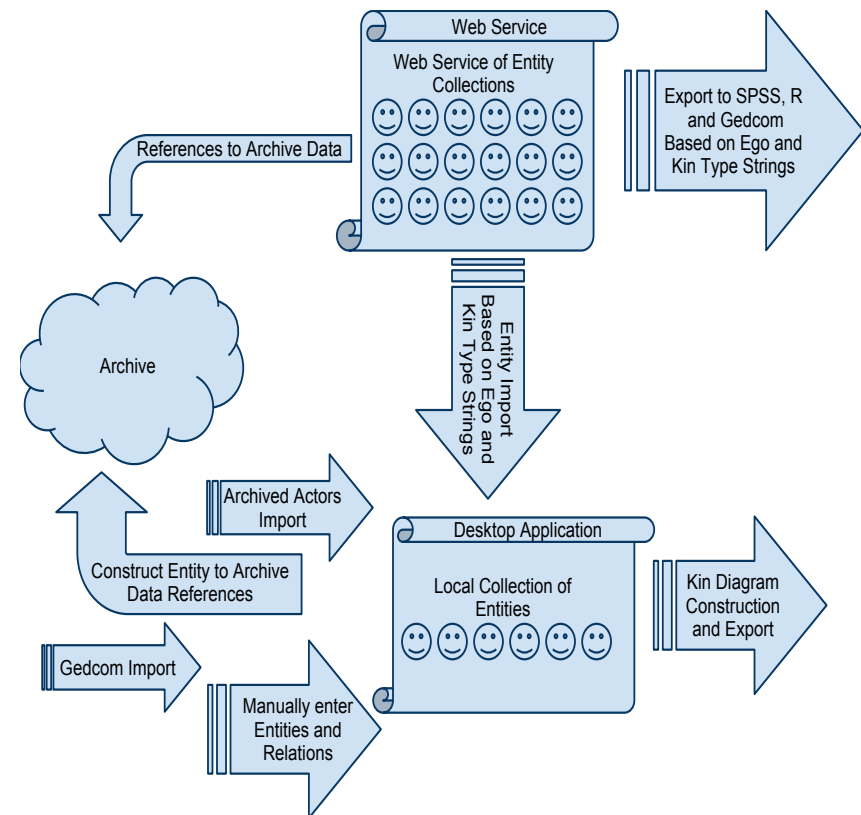 Web Service
Web Service of Entity
Collections
Export to SPSS, R
and Gedcom
Based on Ego and
Kin Type Strings
References to Archive Data
Entity Import
Based on Ego and
Kin Type Strings
Archive
Archived Actors
Import
Desktop Application
Construct Entity to Archive
Data References
Local Collection of
Entities
Kin Diagram
Construction
and Export
Gedcom Import
Manually enter
Entities and
Relations